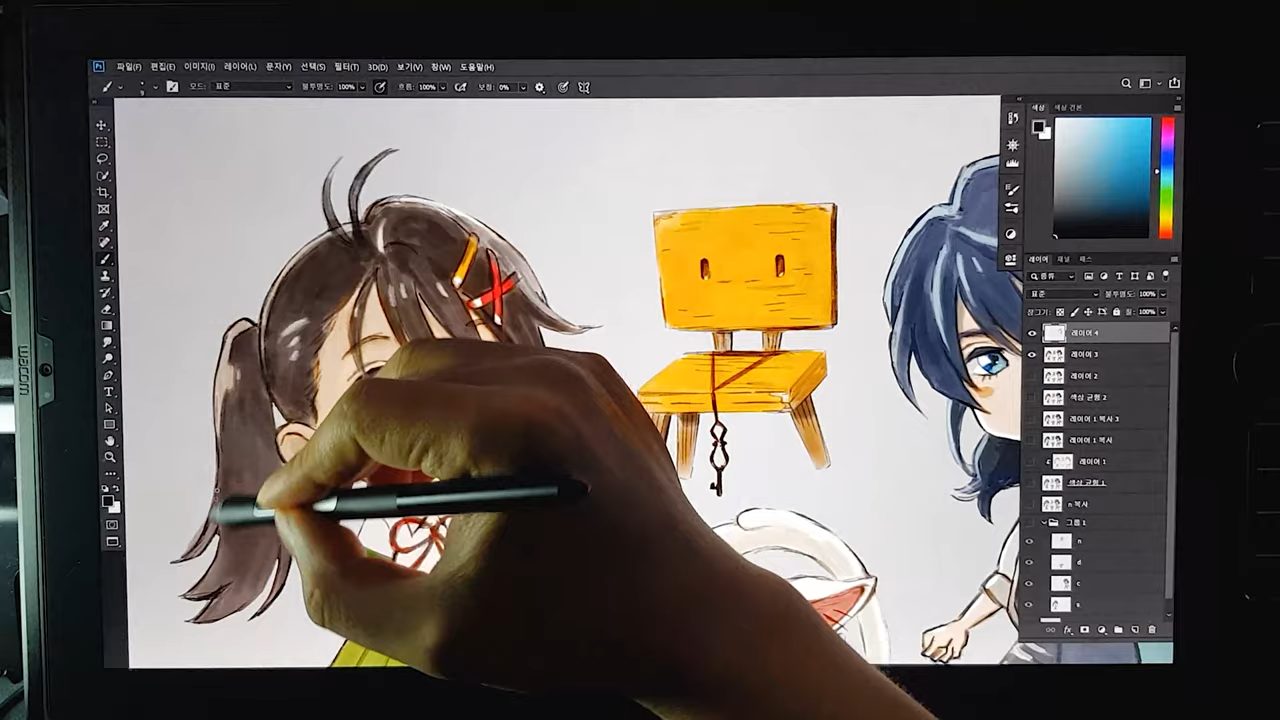 Ps 파일(F) 편집(E) 이미지(I) 레이어(L) 문자(Y) 선택(S) 필터(T) 3D(D) 보기(V) 창(W) 도움말(H)
모드: 표준 불투명도: 100% 흐름: 100% 보정: 0%
색상 색상 견본
wacom
레이어 채널 패스
종류
표준 불투명도: 100%
잠그기: 칠: 100%
레이어 4
레이어 3
레이어 2
색상 균형 2
레이어 1 복사 3
레이어 1 복사
레이어 1
색상 균형 1
n 복사
그룹 1
n
d
c
s
fx